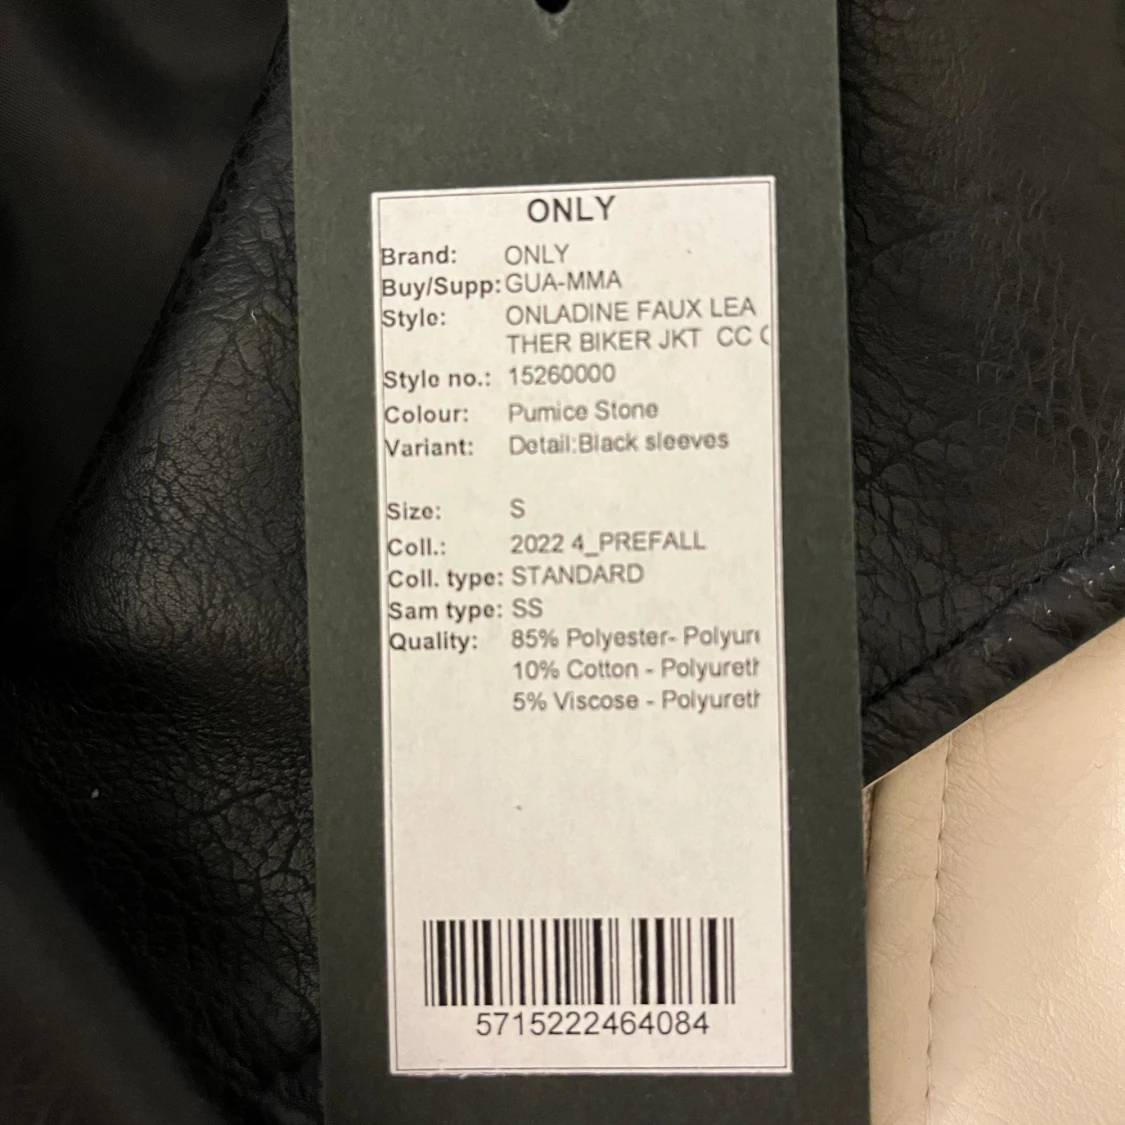 ONLY
Brand: ONLY
Buy/Supp: GUA-MMA
Style: ONLADINE FAUX LEA
THER BIKER JKT CC
Style no.: 15260000
Colour: Pumice Stone
Variant: Detail:Black sleeves
Size: S
Coll.: 2022 4_PREFALL
Coll. type: STANDARD
Sam type: SS
Quality: 85% Polyester- Polyur
10% Cotton - Polyuret
5% Viscose - Polyuret
5715222464084